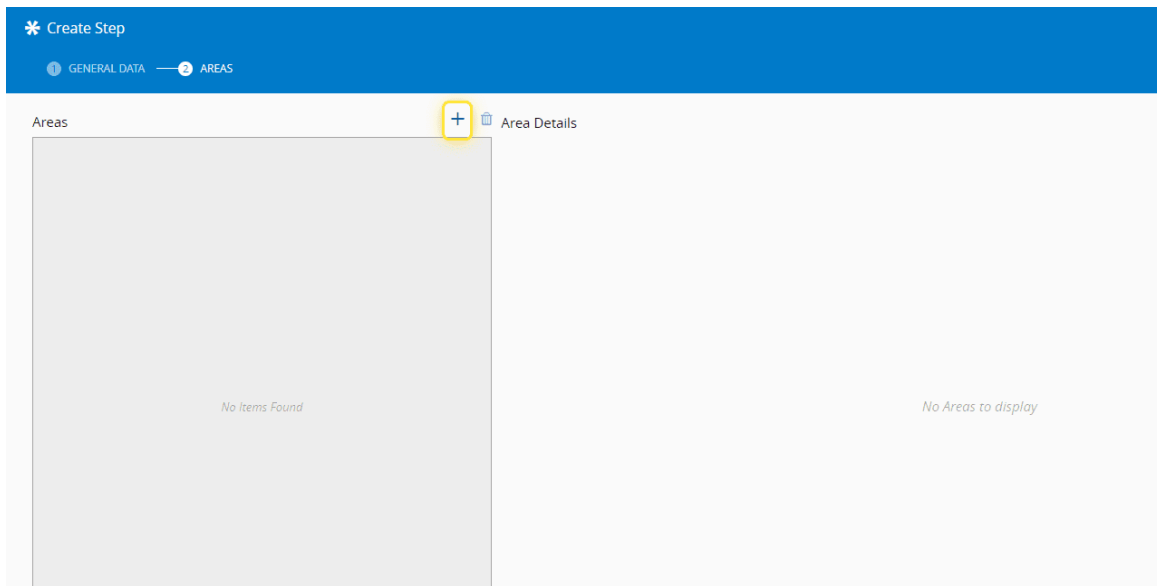 Create Step
1 GENERAL DATA 2 AREAS
Areas
Area Details
No Items Found
No Areas to display